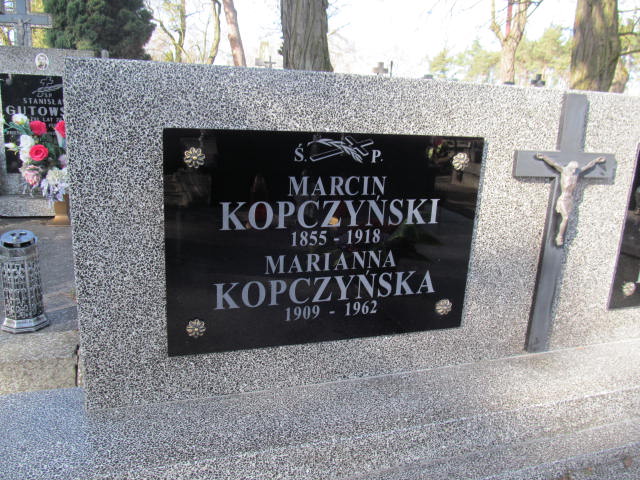 Ś. P.
MARCIN
KOPCZYŃSKI
1855 - 1918
MARIANNA
KOPCZYŃSKA
1909 - 1962